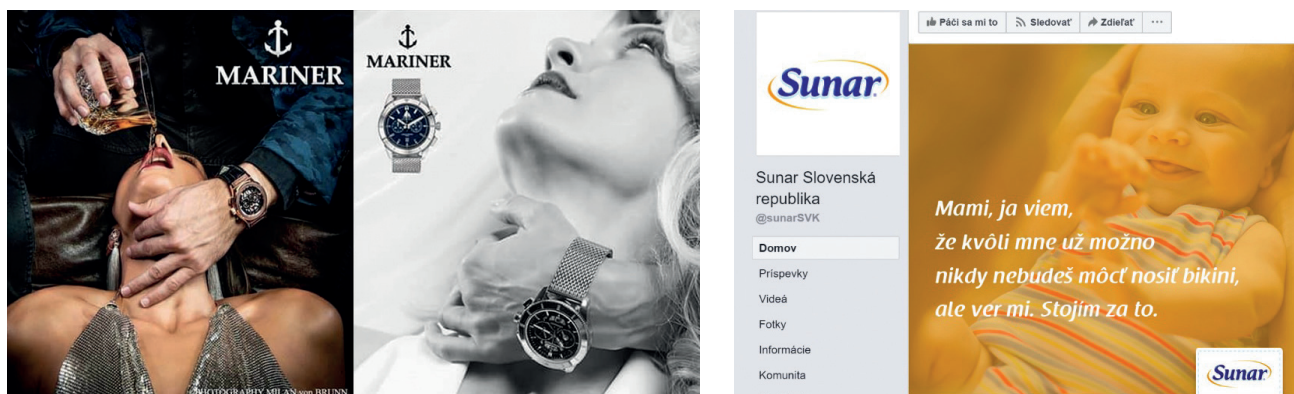 MARINER
PHOTOGRAPHY MILAN von BRUNN
MARINER
Sunar
Sunar Slovenská
republika
@sunarSVK
Domov
Príspevky
Videá
Fotky
Informácie
Komunita
Páči sa mi to
Sledovať
Zdieľať
Mami, ja viem,
že kvôli mne už možno
nikdy nebudeš môcť nosiť bikini,
ale ver mi. Stojím za to.
Sunar